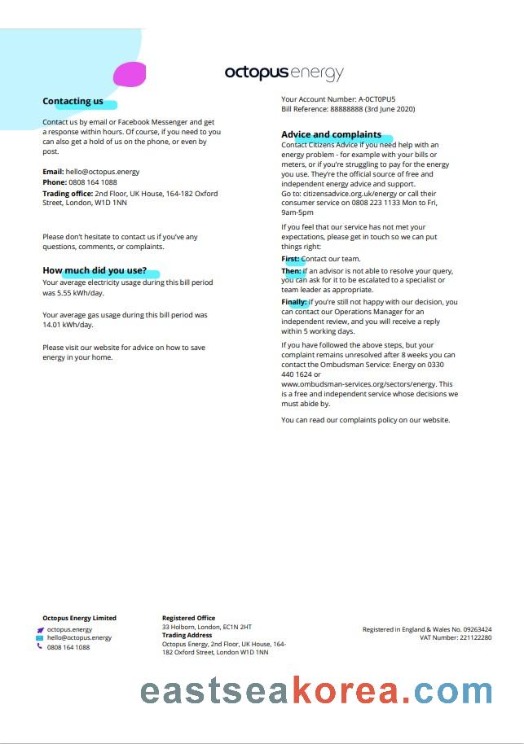 octopus energy
Contacting us
Contact us by email or Facebook Messenger and get
a response within hours. Of course, if you need to you
can also get a hold of us on the phone, or even by
post.
Email: hello@octopus.energy
Phone: 0808 164 1088
Trading office: 2nd Floor, UK House, 164-182 Oxford
Street, London, W1D 1NN
Please don't hesitate to contact us if you've any
questions, comments, or complaints.
How much did you use?
Your average electricity usage during this bill period
was 5.55 kWh/day.
Your average gas usage during this bill period was
14.01 kWh/day.
Please visit our website for advice on how to save
energy in your home.
Your Account Number: A-0CT0PU5
Bill Reference: 88888888 (3rd June 2020)
Advice and complaints
Contact Citizens Advice if you need help with an
energy problem - for example with your bills or
meters, or if you're struggling to pay for the energy
you use. They're the official source of free and
independent energy advice and support.
Go to: citizensadvice.org.uk/energy or call their
consumer service on 0808 223 1133 Mon to Fri,
9am-5pm
If you feel that our service has not met your
expectations, please get in touch so we can put
things right:
First: Contact our team.
Then: If an advisor is not able to resolve your query,
you can ask for it to be escalated to a specialist or
team leader as appropriate.
Finally: If you're still not happy with our decision, you
can contact our Operations Manager for an
independent review, and you will receive a reply
within 5 working days.
If you have followed the above steps, but your
complaint remains unresolved after 8 weeks you can
contact the Ombudsman Service: Energy on 0330
440 1624 or
www.ombudsman-services.org/sectors/energy. This
is a free and independent service whose decisions we
must abide by.
You can read our complaints policy on our website.
Octopus Energy Limited
octopus.energy
hello@octopus.energy
0808 164 1088
Registered Office
33 Holborn, London, EC1N 2HT
Trading Address
Octopus Energy, 2nd Floor, UK House, 164-
182 Oxford Street, London W1D 1NN
Registered in England & Wales No. 09263424
VAT Number: 221122280
eastseakorea.com